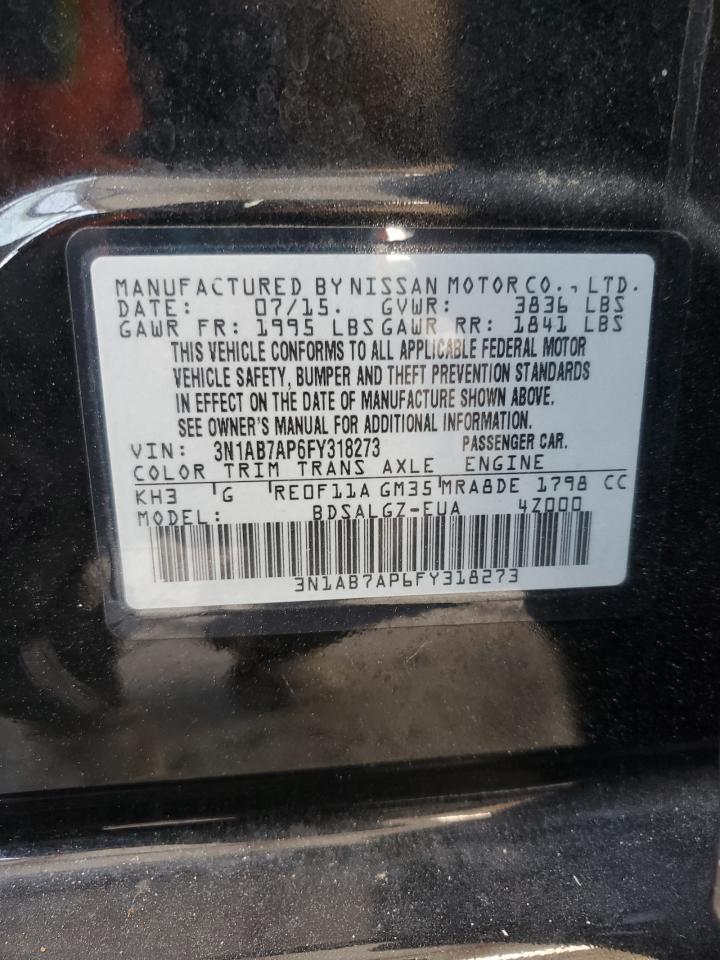 MANUFACTURED BY NISSAN MOTOR CO., LTD.
DATE: 07/15. GVWR: 3836 LBS
GAWR FR: 1995 LBS GAWR RR: 1841 LBS
THIS VEHICLE CONFORMS TO ALL APPLICABLE FEDERAL MOTOR
VEHICLE SAFETY, BUMPER AND THEFT PREVENTION STANDARDS
IN EFFECT ON THE DATE OF MANUFACTURE SHOWN ABOVE.
SEE OWNER'S MANUAL FOR ADDITIONAL INFORMATION.
VIN: 3N1AB7AP6FY318273 PASSENGER CAR.
COLOR TRIM TRANS AXLE ENGINE
KH3 G RE0F11A GM35 MRA8DE 1798 CC
MODEL: BDSALGZ-EUA 4Z000
3N1AB7AP6FY318273